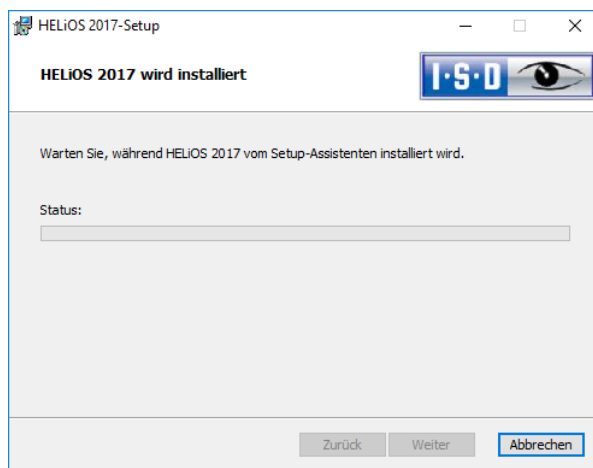 HELiOS 2017-Setup
HELiOS 2017 wird installiert
I·S·D
Warten Sie, während HELiOS 2017 vom Setup-Assistenten installiert wird.
Status:
Zurück Weiter Abbrechen